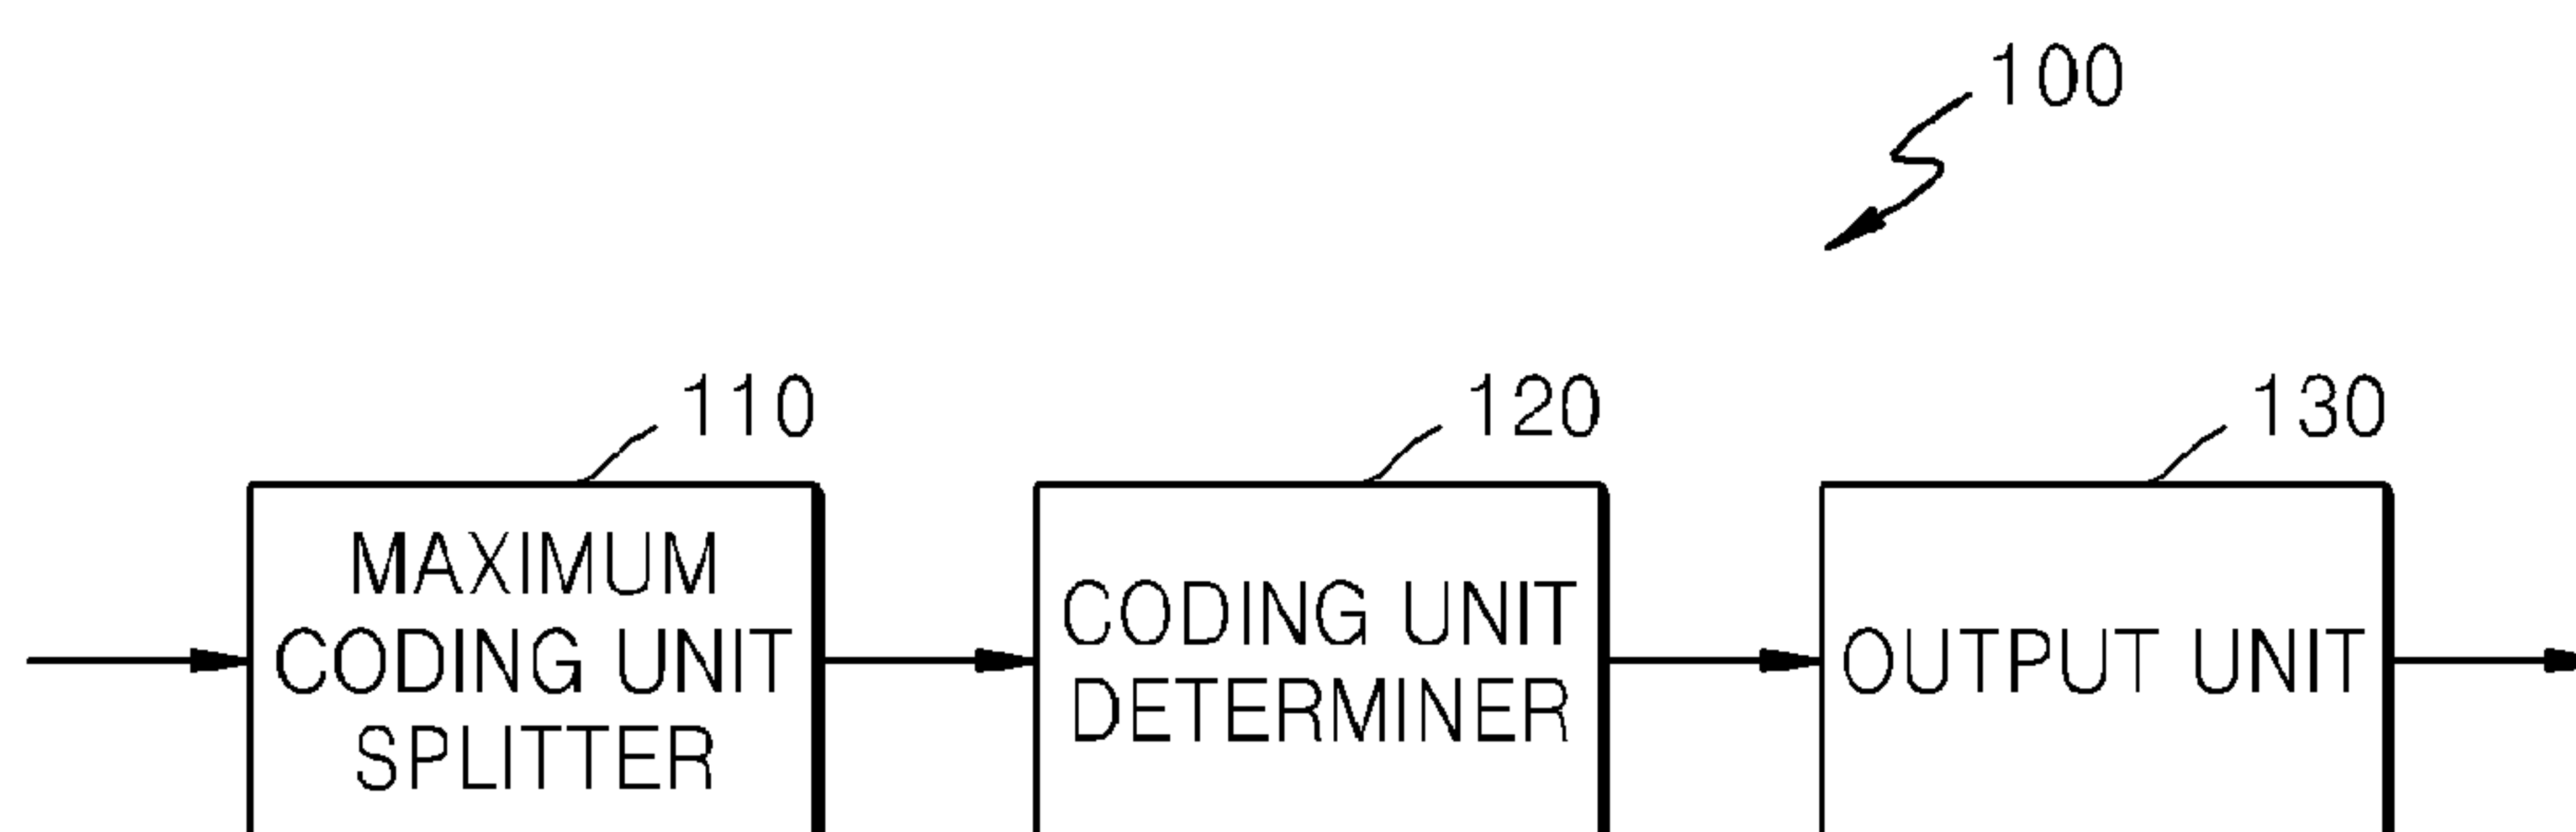 100
110
120
130
MAXIMUM
CODING UNIT
SPLITTER
CODING UNIT
DETERMINER
OUTPUT UNIT